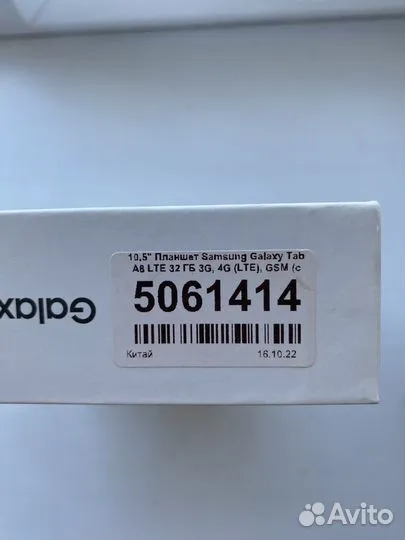 10,5" Планшет Samsung Galaxy Tab
A8 LTE 32 ГБ 3G, 4G (LTE), GSM (с
5061414
Китай 16.10.22
Galax
Avito